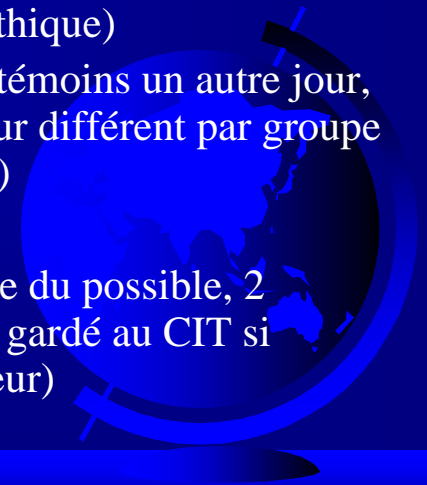 thique)
témoins un autre jour,
ur différent par groupe
)
e du possible, 2
gardé au CIT si
eur)